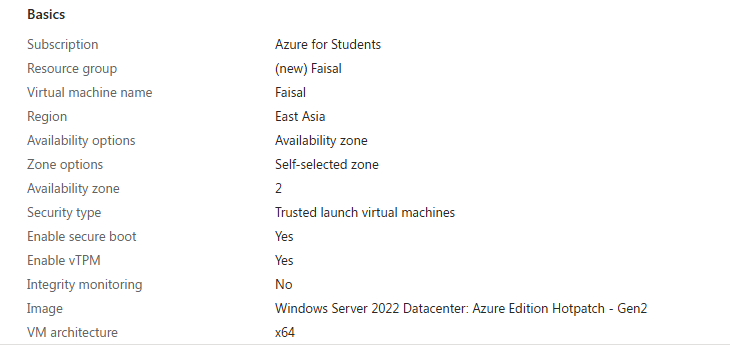 Basics
Subscription Azure for Students
Resource group (new) Faisal
Virtual machine name Faisal
Region East Asia
Availability options Availability zone
Zone options Self-selected zone
Availability zone 2
Security type Trusted launch virtual machines
Enable secure boot Yes
Enable vTPM Yes
Integrity monitoring No
Image Windows Server 2022 Datacenter: Azure Edition Hotpatch - Gen2
VM architecture x64